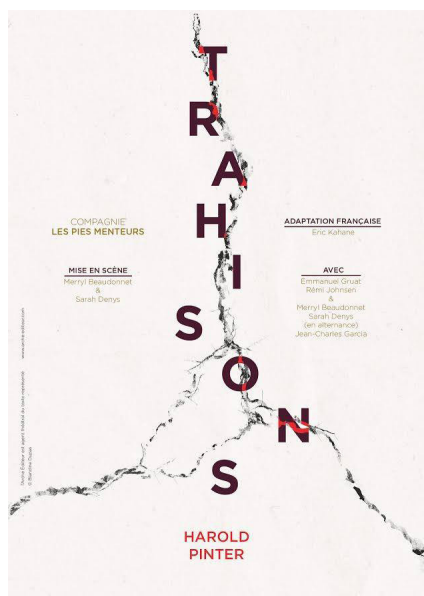 TRAHISONS
COMPAGNIE
LES PIES MENTEURS
MISE EN SCÈNE
Merryl Beaudonnet
&
Sarah Denys
ADAPTATION FRANÇAISE
Eric Kahane
AVEC
Emmanuel Gruat
Rémi Johnsen
&
Merryl Beaudonnet
Sarah Denys
(en alternance)
Jean-Charles Garcia
HAROLD
PINTER